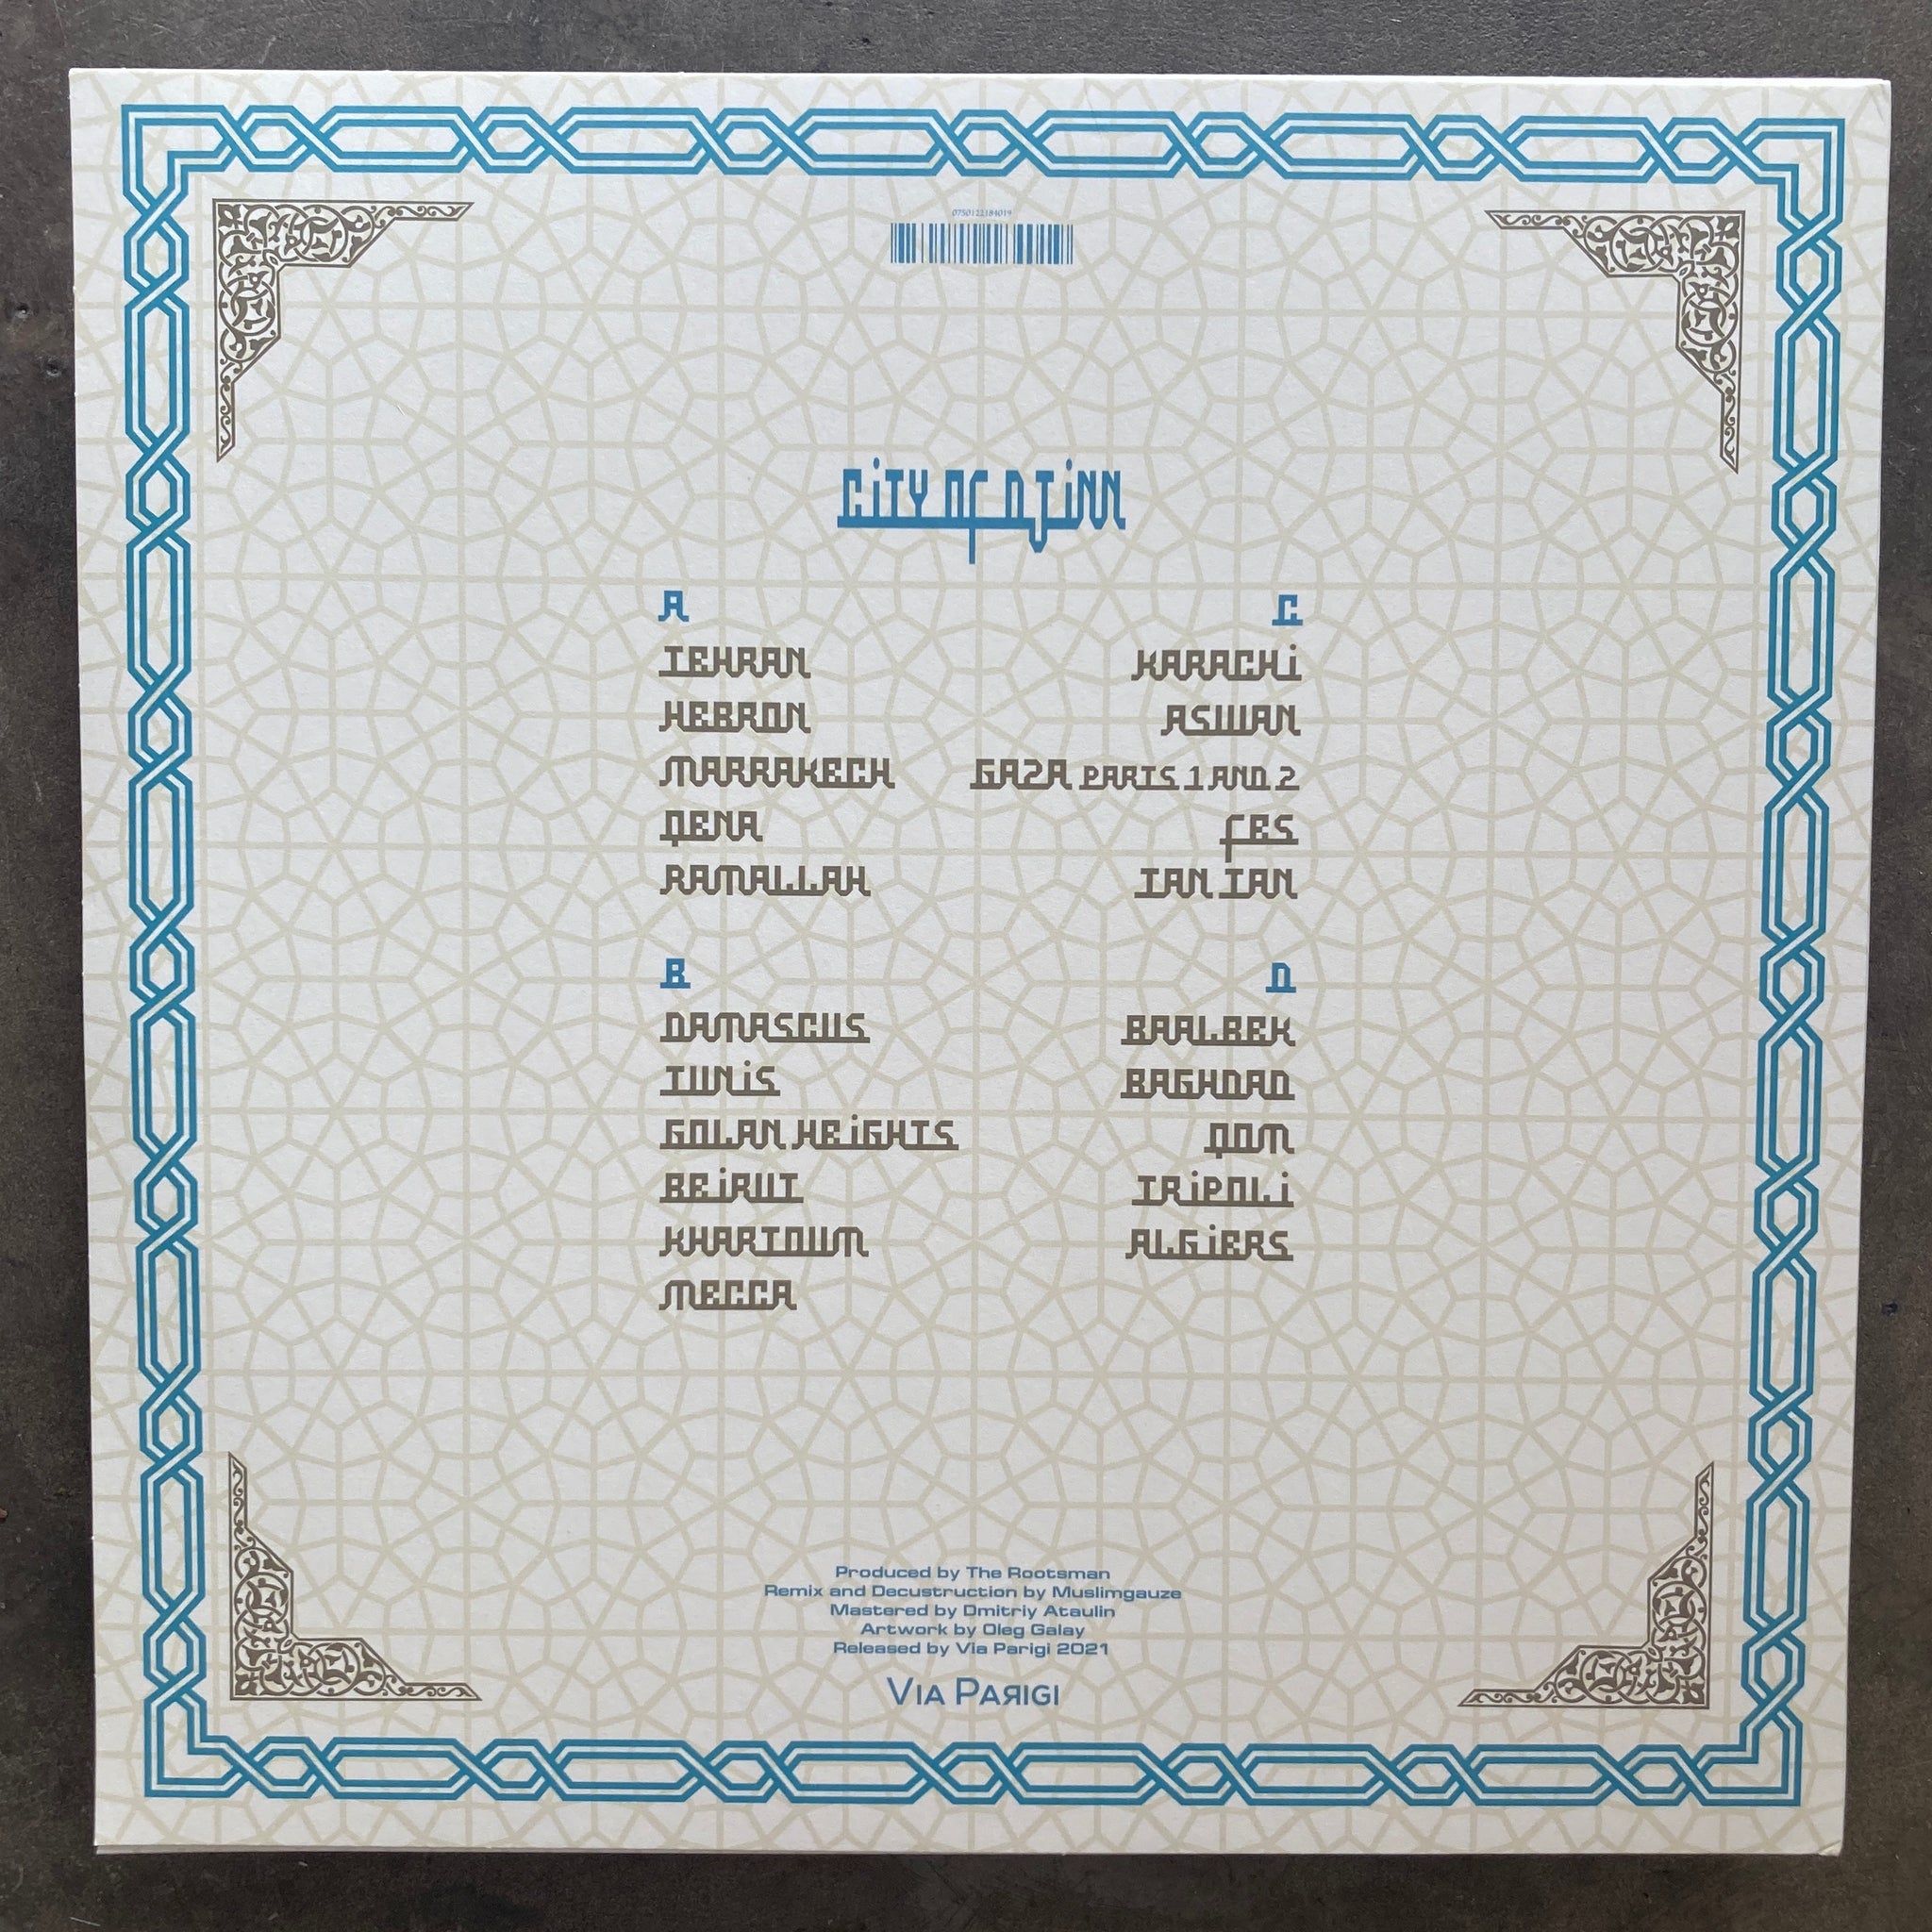 0750122184019
CiTY OF DJiNN
A
TEHRAN
HEBRON
MARRAKECH
QENA
RAMALLAH
B
DAMASCUS
TUNiS
GOLAN HEiGHTS
BEiRUT
KHARTOUM
MECCA
C
KARACHi
ASWAN
GAZA PARTS 1 AND 2
FES
TAN TAN
D
BAALBEK
BAGHDAD
QOM
TRiPOLi
ALGiERS
Produced by The Rootsman
Remix and Decustruction by Muslimgauze
Mastered by Dmitriy Ataulin
Artwork by Oleg Galay
Released by Via Parigi 2021
VIA PAЯIGI